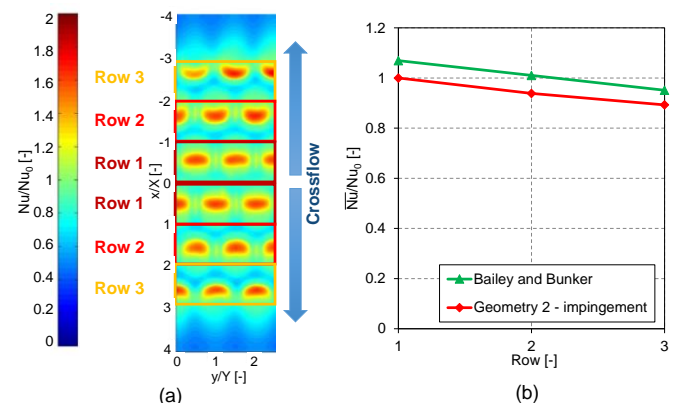 2
1.8
1.6
1.4
1.2
1
0.8
0.6
0.4
0.2
0
Nu/Nu0 [-]
Row 3
Row 2
Row 1
Row 1
Row 2
Row 3
-4
-3
-2
-1
0
1
2
3
4
x/X [-]
0 1 2
y/Y [-]
Crossflow
(a)
1.2
1
0.8
0.6
0.4
0.2
0
N̅u̅/Nu₀ [-]
Bailey and Bunker
Geometry 2 - impingement
1 2 3
Row [-]
(b)